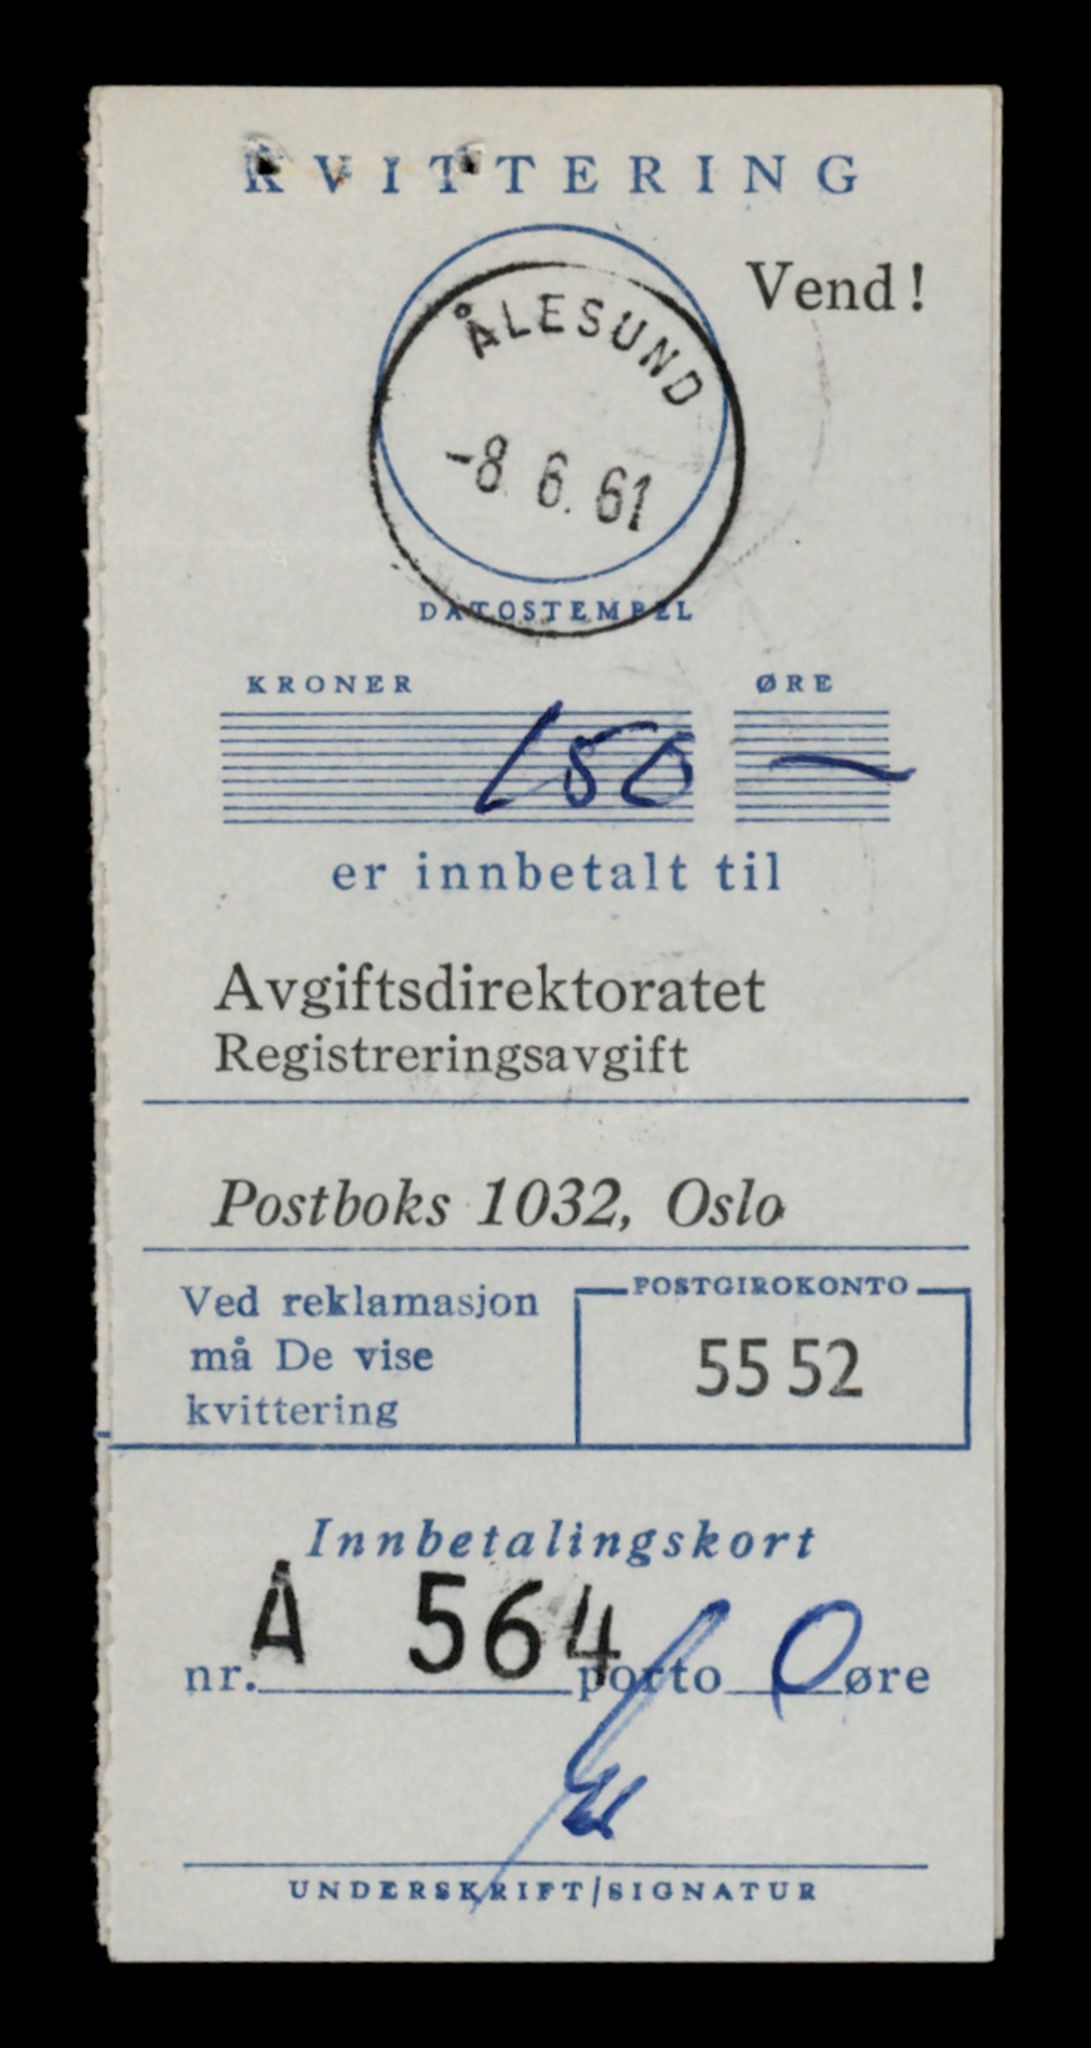 KVITTERING
Vend!
ÅLESUND
-8. 6. 61
DATOSTEMPEL
KRONER ØRE
150 —
er innbetalt til
Avgiftsdirektoratet
Registreringsavgift
Postboks 1032, Oslo
Ved reklamasjon
må De vise
kvittering
POSTGIROKONTO
55 52
Innbetalingskort
nr. A 564 porto 0 øre
UNDERSKRIFT/SIGNATUR